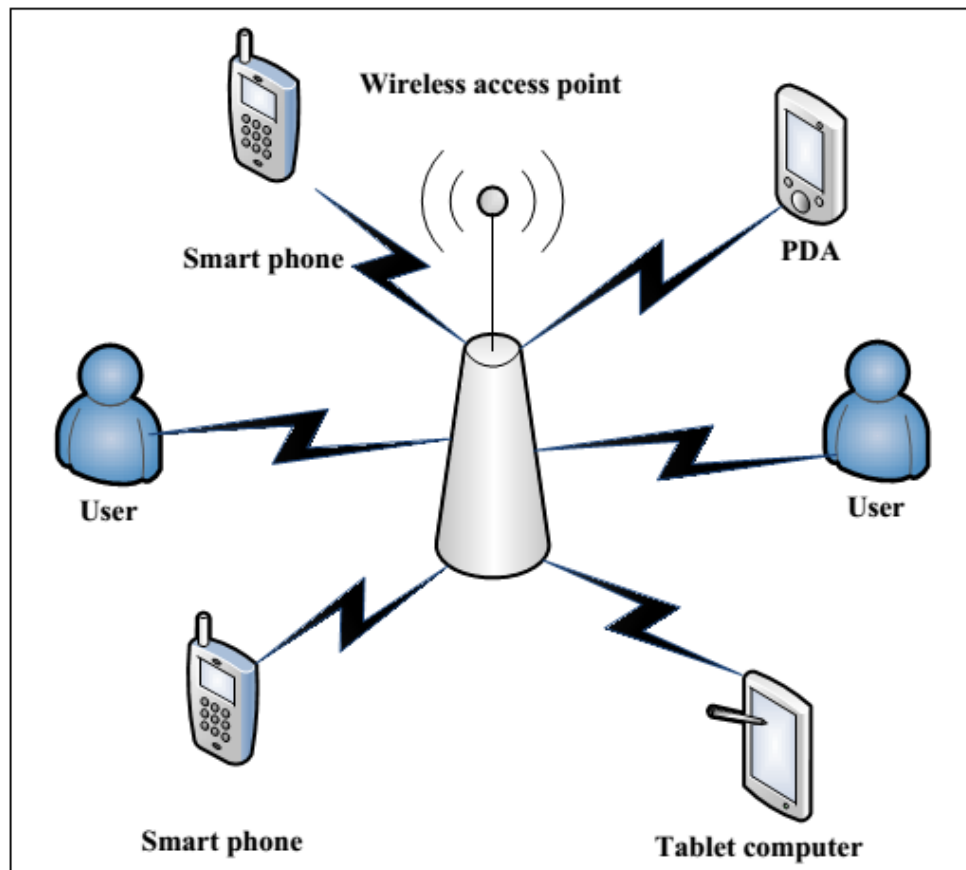 Wireless access point
Smart phone
PDA
User
User
Smart phone
Tablet computer